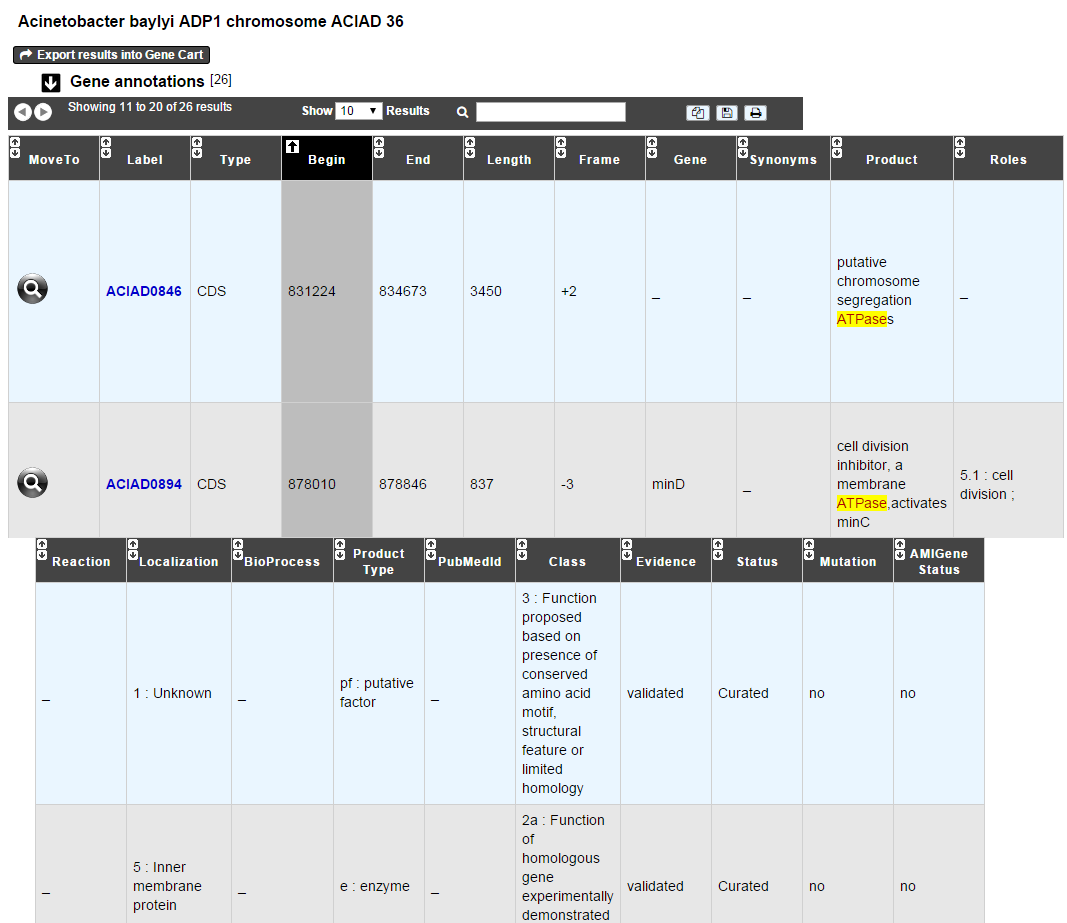 Acinetobacter baylyi ADP1 chromosome ACIAD 36
Export results into Gene Cart
Gene annotations [26]
Showing 11 to 20 of 26 results Show 10 Results
MoveTo Label Type Begin End Length Frame Gene Synonyms Product Roles
putative
chromosome
segregation
ATPases
ACIAD0846 CDS 831224 834673 3450 +2 _ _ _
cell division
inhibitor, a
membrane
ATPase,activates
minC
ACIAD0894 CDS 878010 878846 837 -3 minD _
5.1 : cell
division ;
Reaction Localization BioProcess Product Type PubMedId Class Evidence Status Mutation AMIGene Status
_ 1 : Unknown _
pf : putative
factor
_
3 : Function
proposed
based on
presence of
conserved
amino acid
motif,
structural
feature or
limited
homology
validated Curated no no
_
5 : Inner
membrane
protein
_ e : enzyme _
2a : Function
of
homologous
gene
experimentally
demonstrated
validated Curated no no